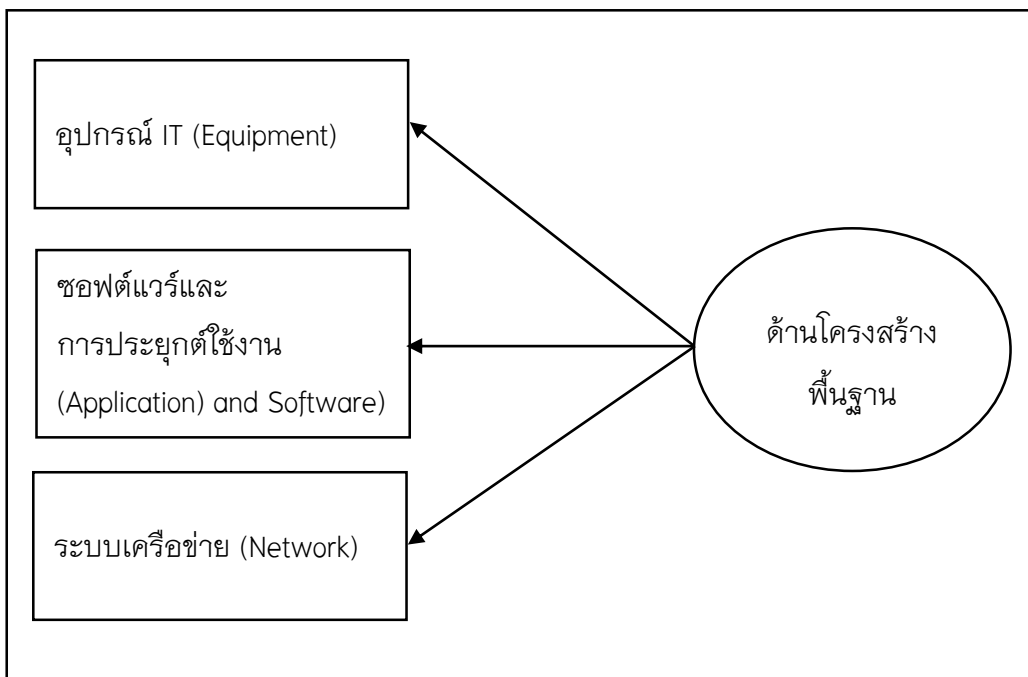 อุปกรณ์ IT (Equipment)
ซอฟต์แวร์และ
การประยุกต์ใช้งาน
(Application) and Software)
ระบบเครือข่าย (Network)
ด้านโครงสร้าง
พื้นฐาน